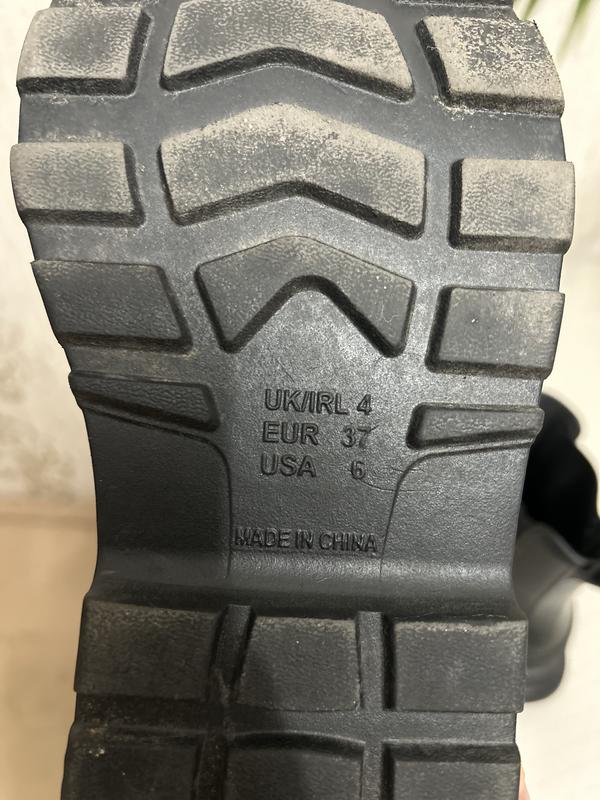 UK/IRL 4
EUR 37
USA 6
MADE IN CHINA